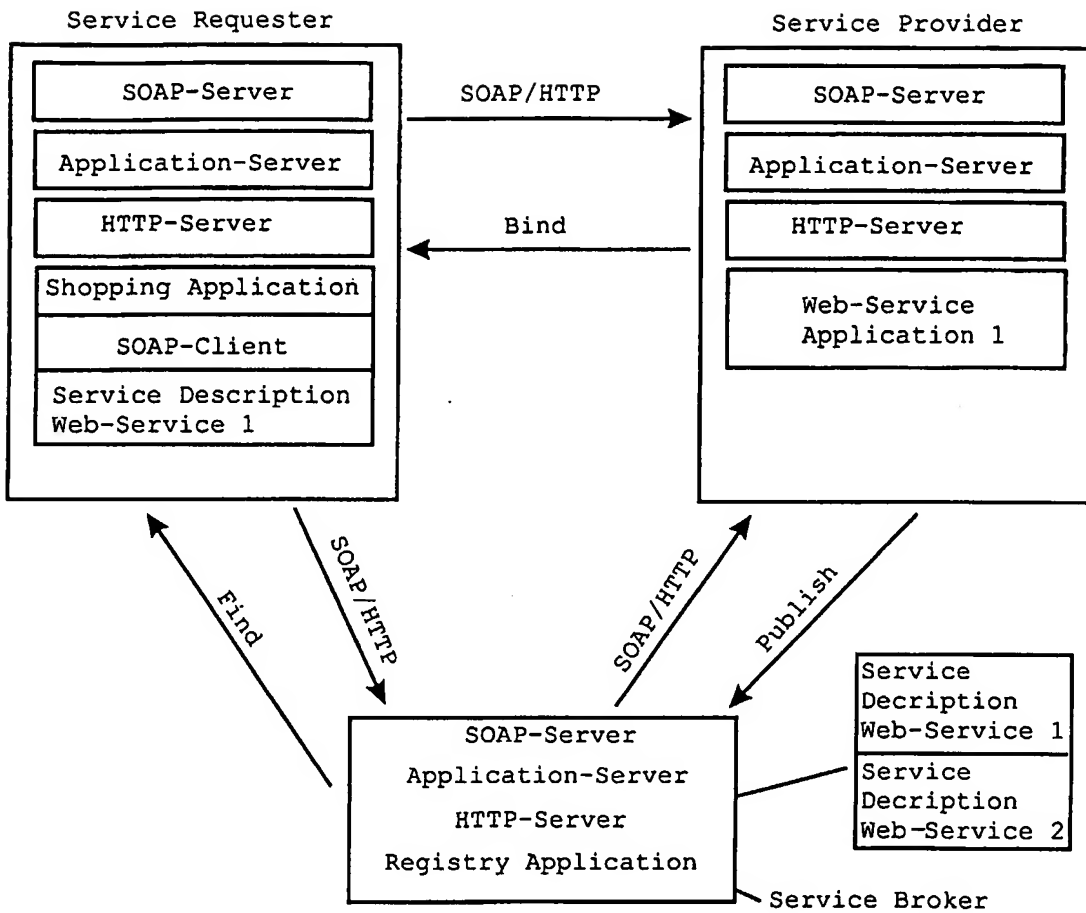 Service Requester
SOAP-Server
Application-Server
HTTP-Server
Shopping Application
SOAP-Client
Service Description
Web-Service 1
SOAP/HTTP
Bind
Service Provider
SOAP-Server
Application-Server
HTTP-Server
Web-Service
Application 1
Find
SOAP/HTTP
SOAP/HTTP
Publish
SOAP-Server
Application-Server
HTTP-Server
Registry Application
Service
Decription
Web-Service 1
Service
Decription
Web-Service 2
Service Broker